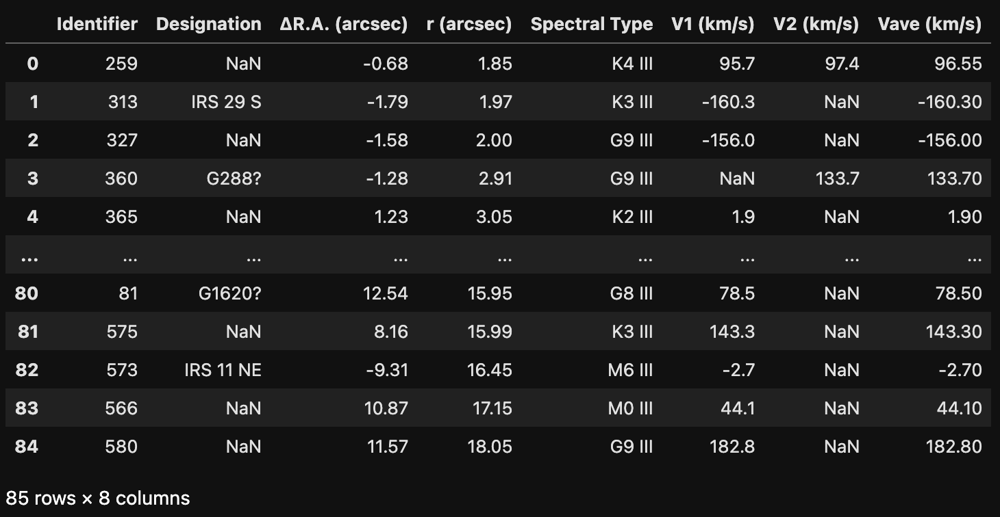 Identifier Designation ΔR.A. (arcsec) r (arcsec) Spectral Type V1 (km/s) V2 (km/s) Vave (km/s)
0 259 NaN -0.68 1.85 K4 III 95.7 97.4 96.55
1 313 IRS 29 S -1.79 1.97 K3 III -160.3 NaN -160.30
2 327 NaN -1.58 2.00 G9 III -156.0 NaN -156.00
3 360 G288? -1.28 2.91 G9 III NaN 133.7 133.70
4 365 NaN 1.23 3.05 K2 III 1.9 NaN 1.90
... ... ... ... ... ... ... ... ...
80 81 G1620? 12.54 15.95 G8 III 78.5 NaN 78.50
81 575 NaN 8.16 15.99 K3 III 143.3 NaN 143.30
82 573 IRS 11 NE -9.31 16.45 M6 III -2.7 NaN -2.70
83 566 NaN 10.87 17.15 M0 III 44.1 NaN 44.10
84 580 NaN 11.57 18.05 G9 III 182.8 NaN 182.80
85 rows × 8 columns